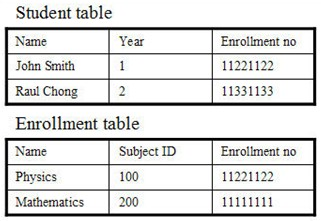 Student table
Name Year Enrollment no
John Smith 1 11221122
Raul Chong 2 11331133
Enrollment table
Name Subject ID Enrollment no
Physics 100 11221122
Mathematics 200 11111111